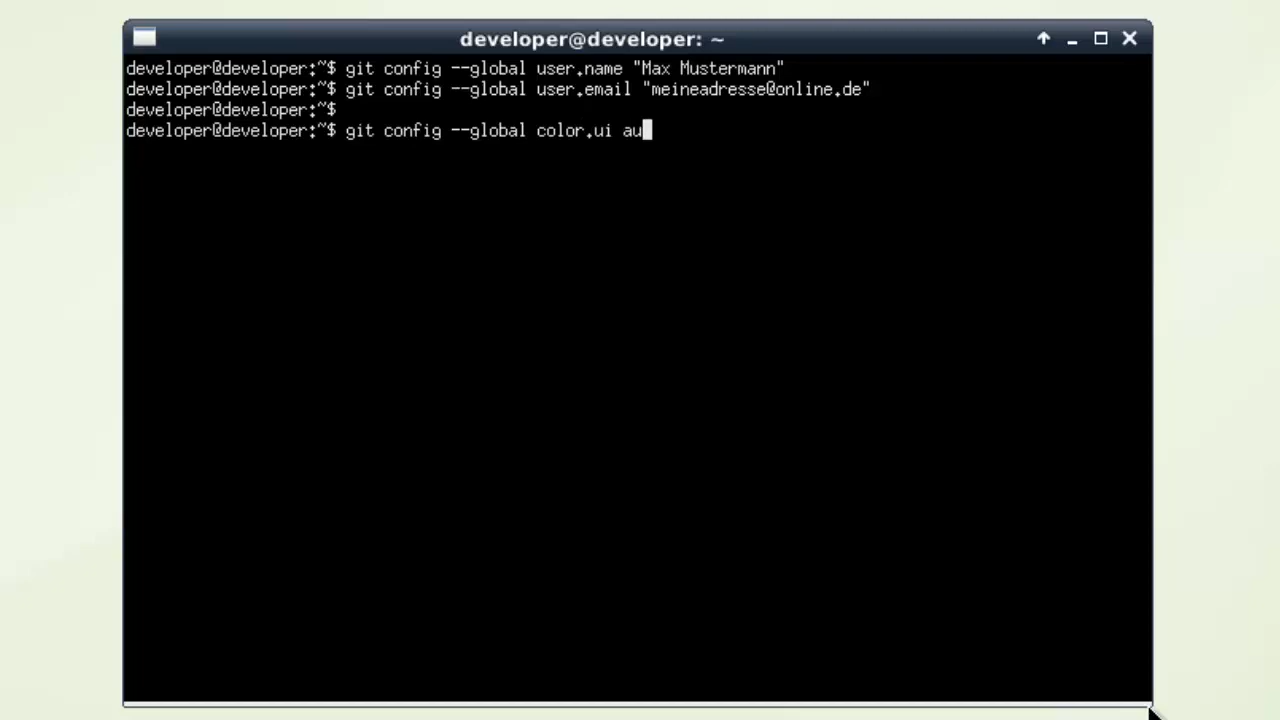 developer@developer: ~
developer@developer:~$ git config --global user.name "Max Mustermann"
developer@developer:~$ git config --global user.email "meineadresse@online.de"
developer@developer:~$
developer@developer:~$ git config --global color.ui au